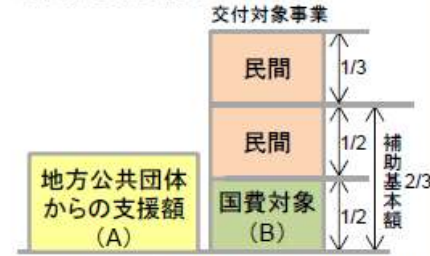 交付対象事業
民間
1/3
民間
1/2
補助基本額
2/3
地方公共団体
からの支援額
(A)
国費対象
(B)
1/2